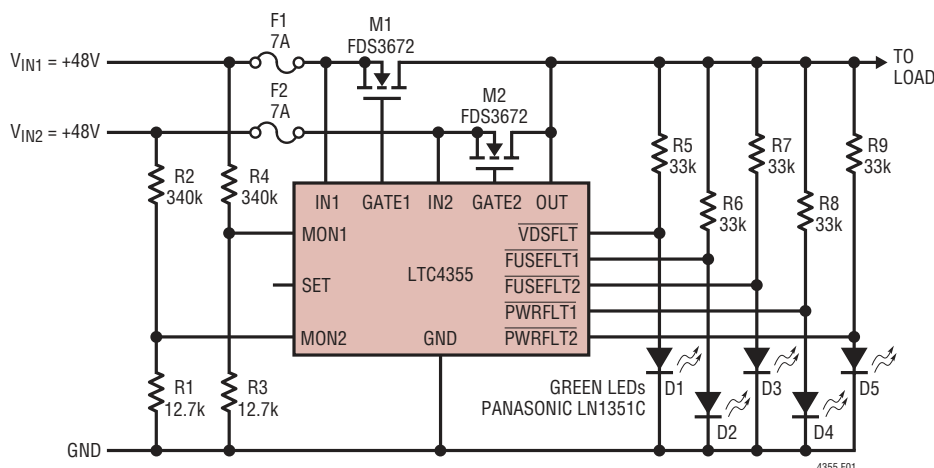 F1
7A
M1
FDS3672
VIN1 = +48V
TO
LOAD
F2
7A
M2
FDS3672
VIN2 = +48V
R2
340k
R4
340k
R5
33k
R7
33k
R9
33k
R6
33k
R8
33k
IN1 GATE1 IN2 GATE2 OUT
MON1
VDSFLT
FUSEFLT1
LTC4355
SET
FUSEFLT2
PWRFLT1
MON2
GND
PWRFLT2
R1
12.7k
R3
12.7k
GREEN LEDs
PANASONIC LN1351C
D1
D3
D5
D2
D4
GND
4355 F01